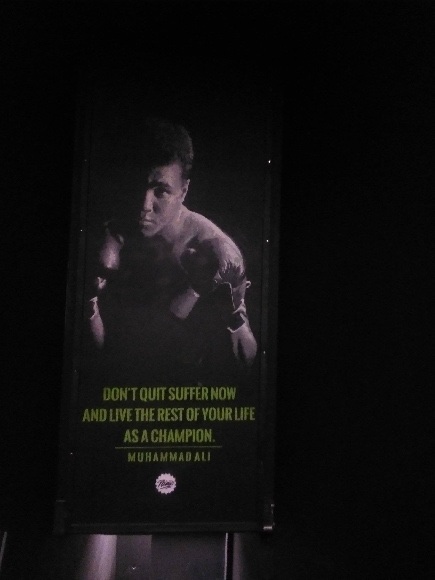 DON'T QUIT SUFFER NOW
AND LIVE THE REST OF YOUR LIFE
AS A CHAMPION.
MUHAMMAD ALI